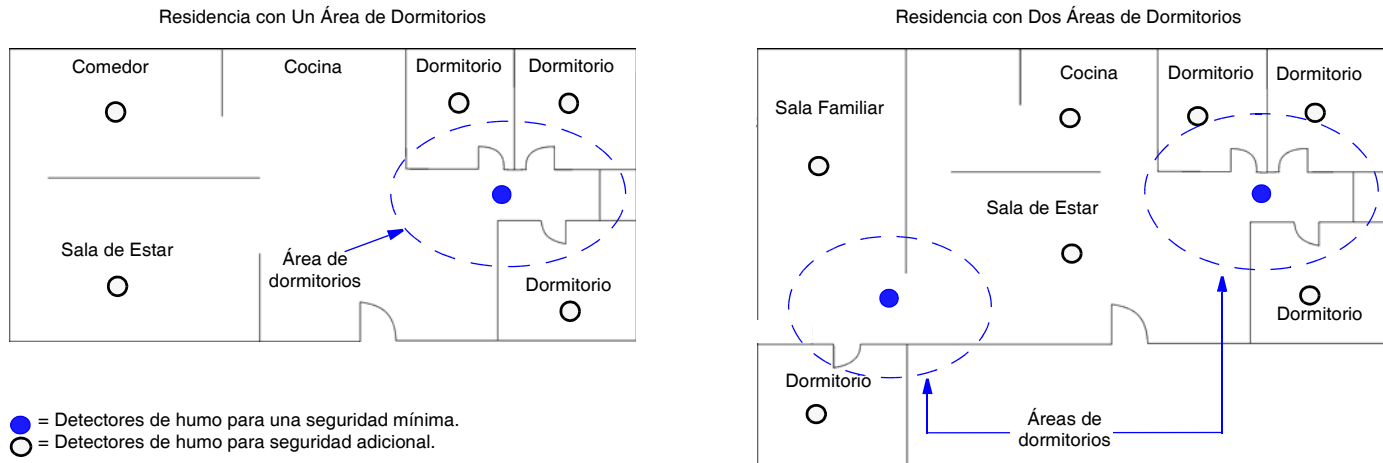 Residencia con Un Área de Dormitorios
Comedor
Cocina
Dormitorio
Dormitorio
Sala de Estar
Área de
dormitorios
Dormitorio
Residencia con Dos Áreas de Dormitorios
Cocina
Dormitorio
Dormitorio
Sala Familiar
Sala de Estar
Dormitorio
Dormitorio
Áreas de
dormitorios
= Detectores de humo para una seguridad mínima.
= Detectores de humo para seguridad adicional.